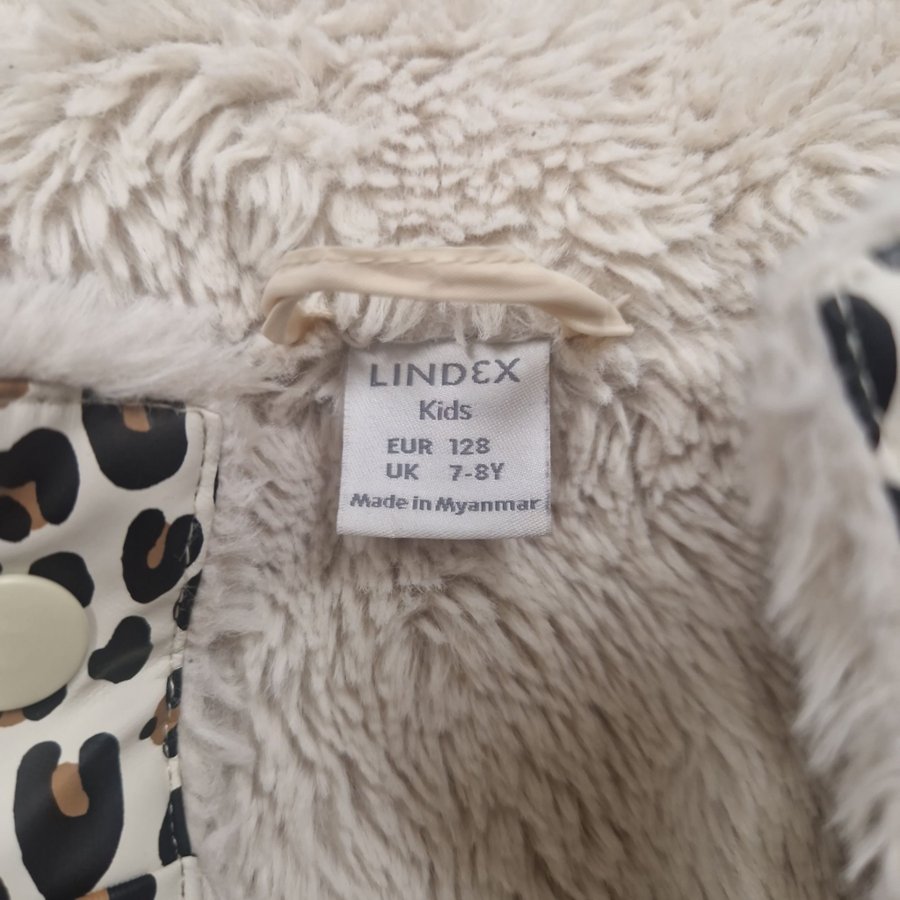 LINDEX
Kids
EUR 128
UK 7-8Y
Made in Myanmar